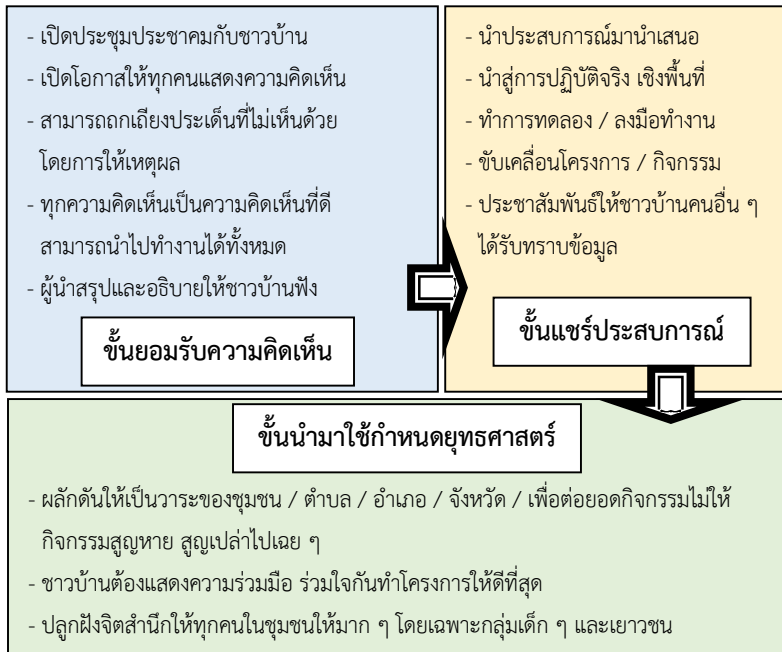 - เปิดประชุมประชาคมกับชาวบ้าน
- เปิดโอกาสให้ทุกคนแสดงความคิดเห็น
- สามารถถกเถียงประเด็นที่ไม่เห็นด้วย
โดยการให้เหตุผล
- ทุกความคิดเห็นเป็นความคิดเห็นที่ดี
สามารถนำไปทำงานได้ทั้งหมด
- ผู้นำสรุปและอธิบายให้ชาวบ้านฟัง
ขั้นยอมรับความคิดเห็น
- นำประสบการณ์มานำเสนอ
- นำสู่การปฏิบัติจริง เชิงพื้นที่
- ทำการทดลอง / ลงมือทำงาน
- ขับเคลื่อนโครงการ / กิจกรรม
- ประชาสัมพันธ์ให้ชาวบ้านคนอื่น ๆ
ได้รับทราบข้อมูล
ขั้นแชร์ประสบการณ์
ขั้นนำมาใช้กำหนดยุทธศาสตร์
- ผลักดันให้เป็นวาระของชุมชน / ตำบล / อำเภอ / จังหวัด / เพื่อต่อยอดกิจกรรมไม่ให้
กิจกรรมสูญหาย สูญเปล่าไปเฉย ๆ
- ชาวบ้านต้องแสดงความร่วมมือ ร่วมใจกันทำโครงการให้ดีที่สุด
- ปลูกฝังจิตสำนึกให้ทุกคนในชุมชนให้มาก ๆ โดยเฉพาะกลุ่มเด็ก ๆ และเยาวชน